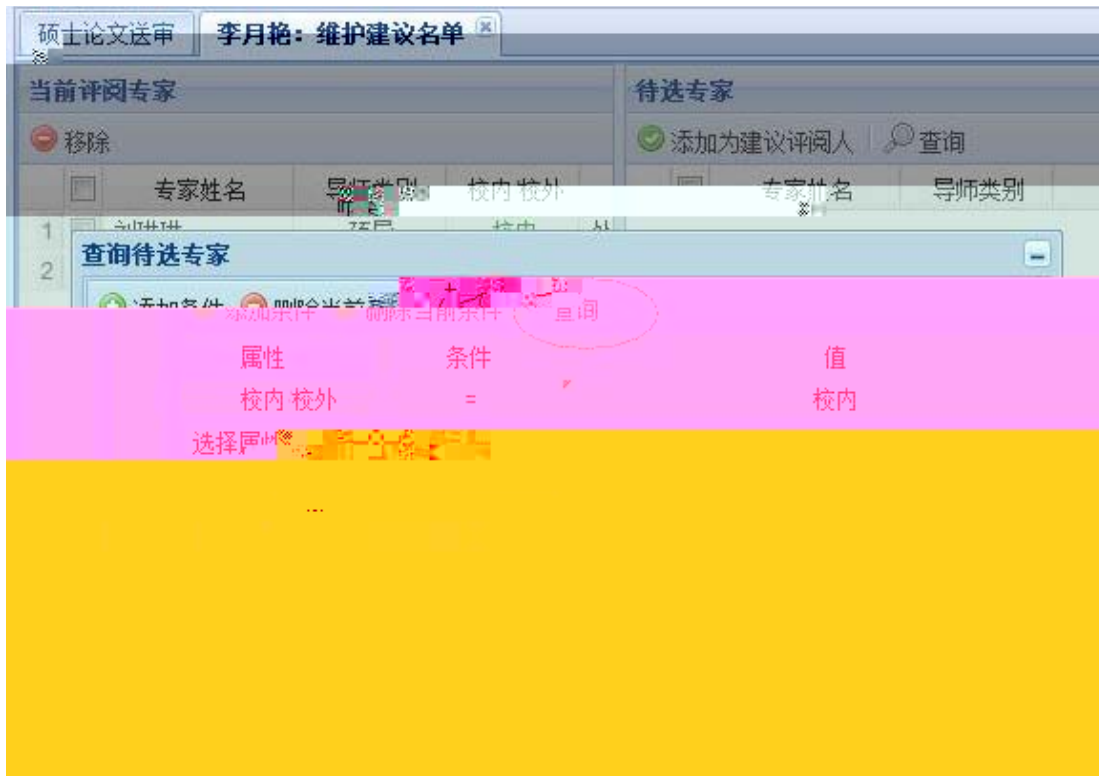 硕士论文送审 李月艳：维护建议名单
当前评阅专家 待选专家
移除 添加为建议评阅人 查询
专家姓名 导师类别 校内 校外 专家 名 导师类别
1
2 查询待选专家
添加条件 删除当前条件 查询
属性 条件 值
校内 校外 = 校内
选择属